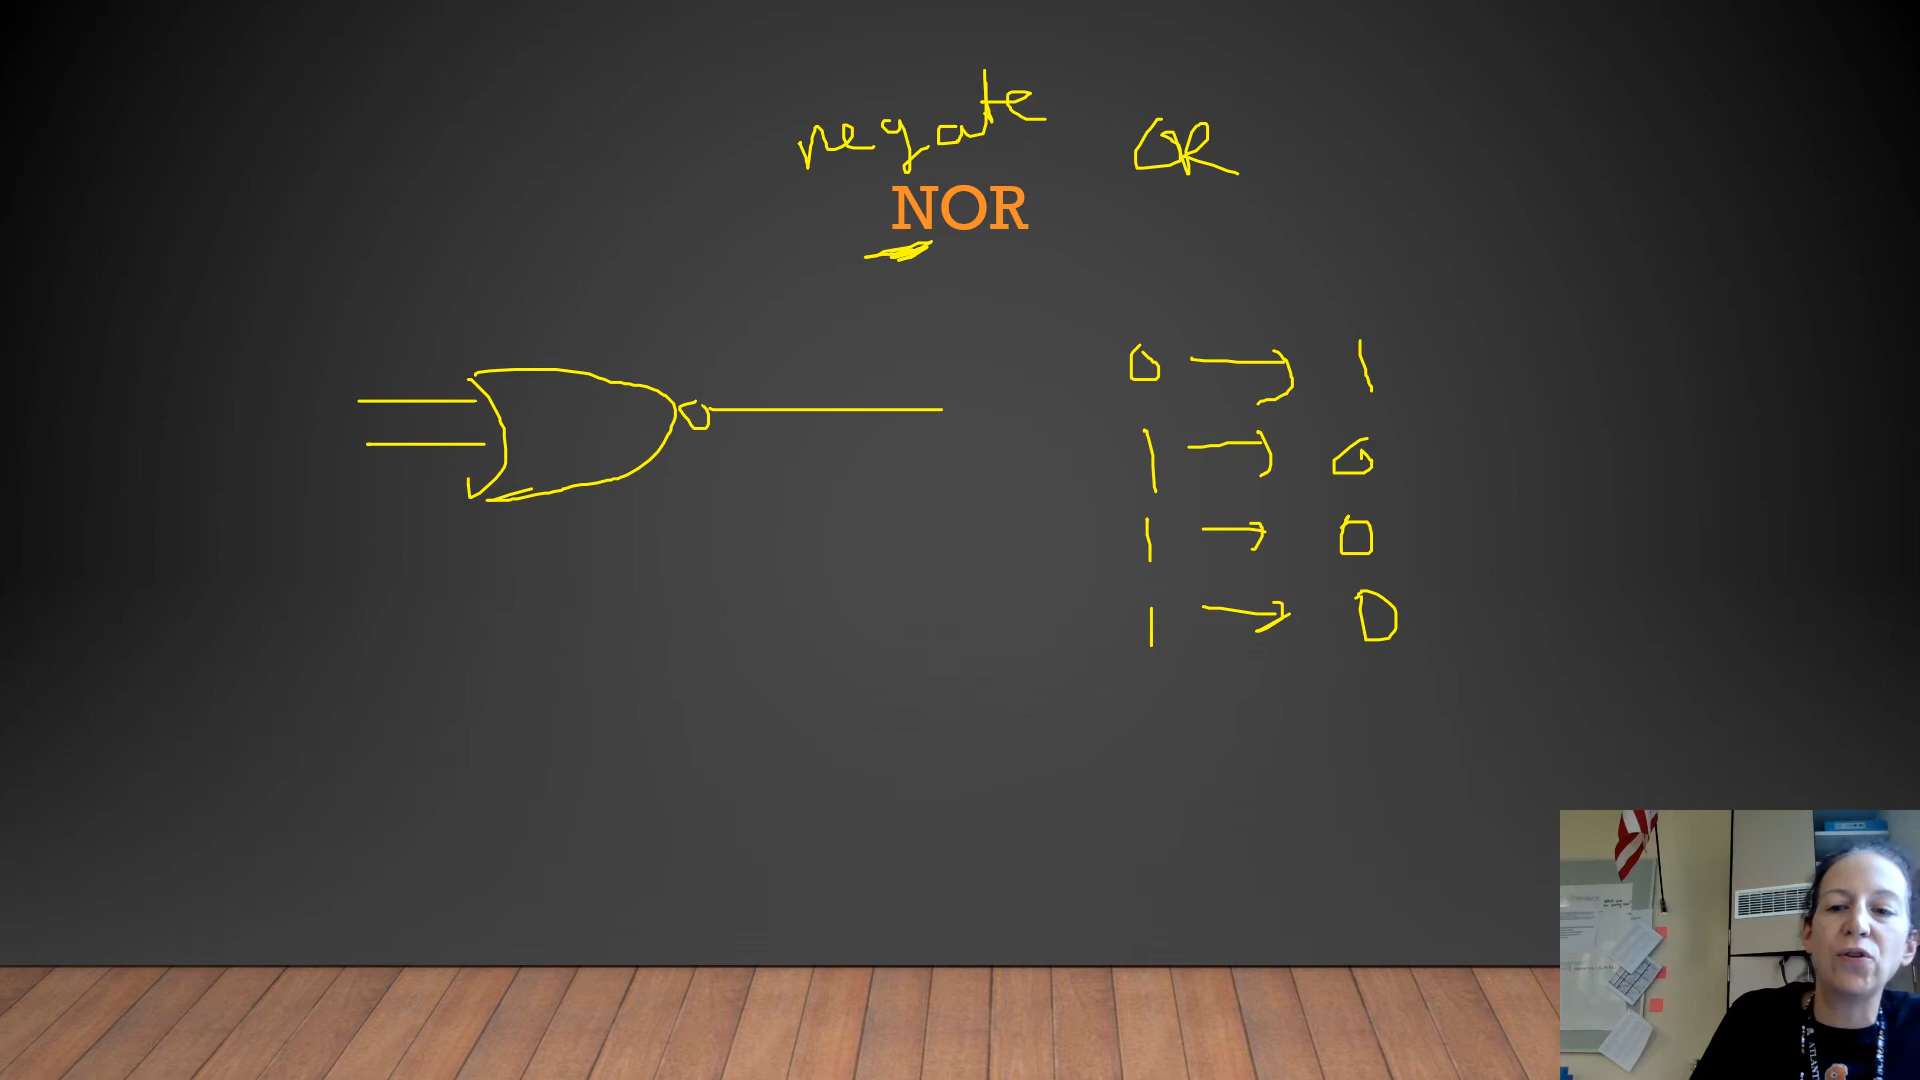 negate OR
NOR
0 → 1
1 → 0
1 → 0
1 → 0